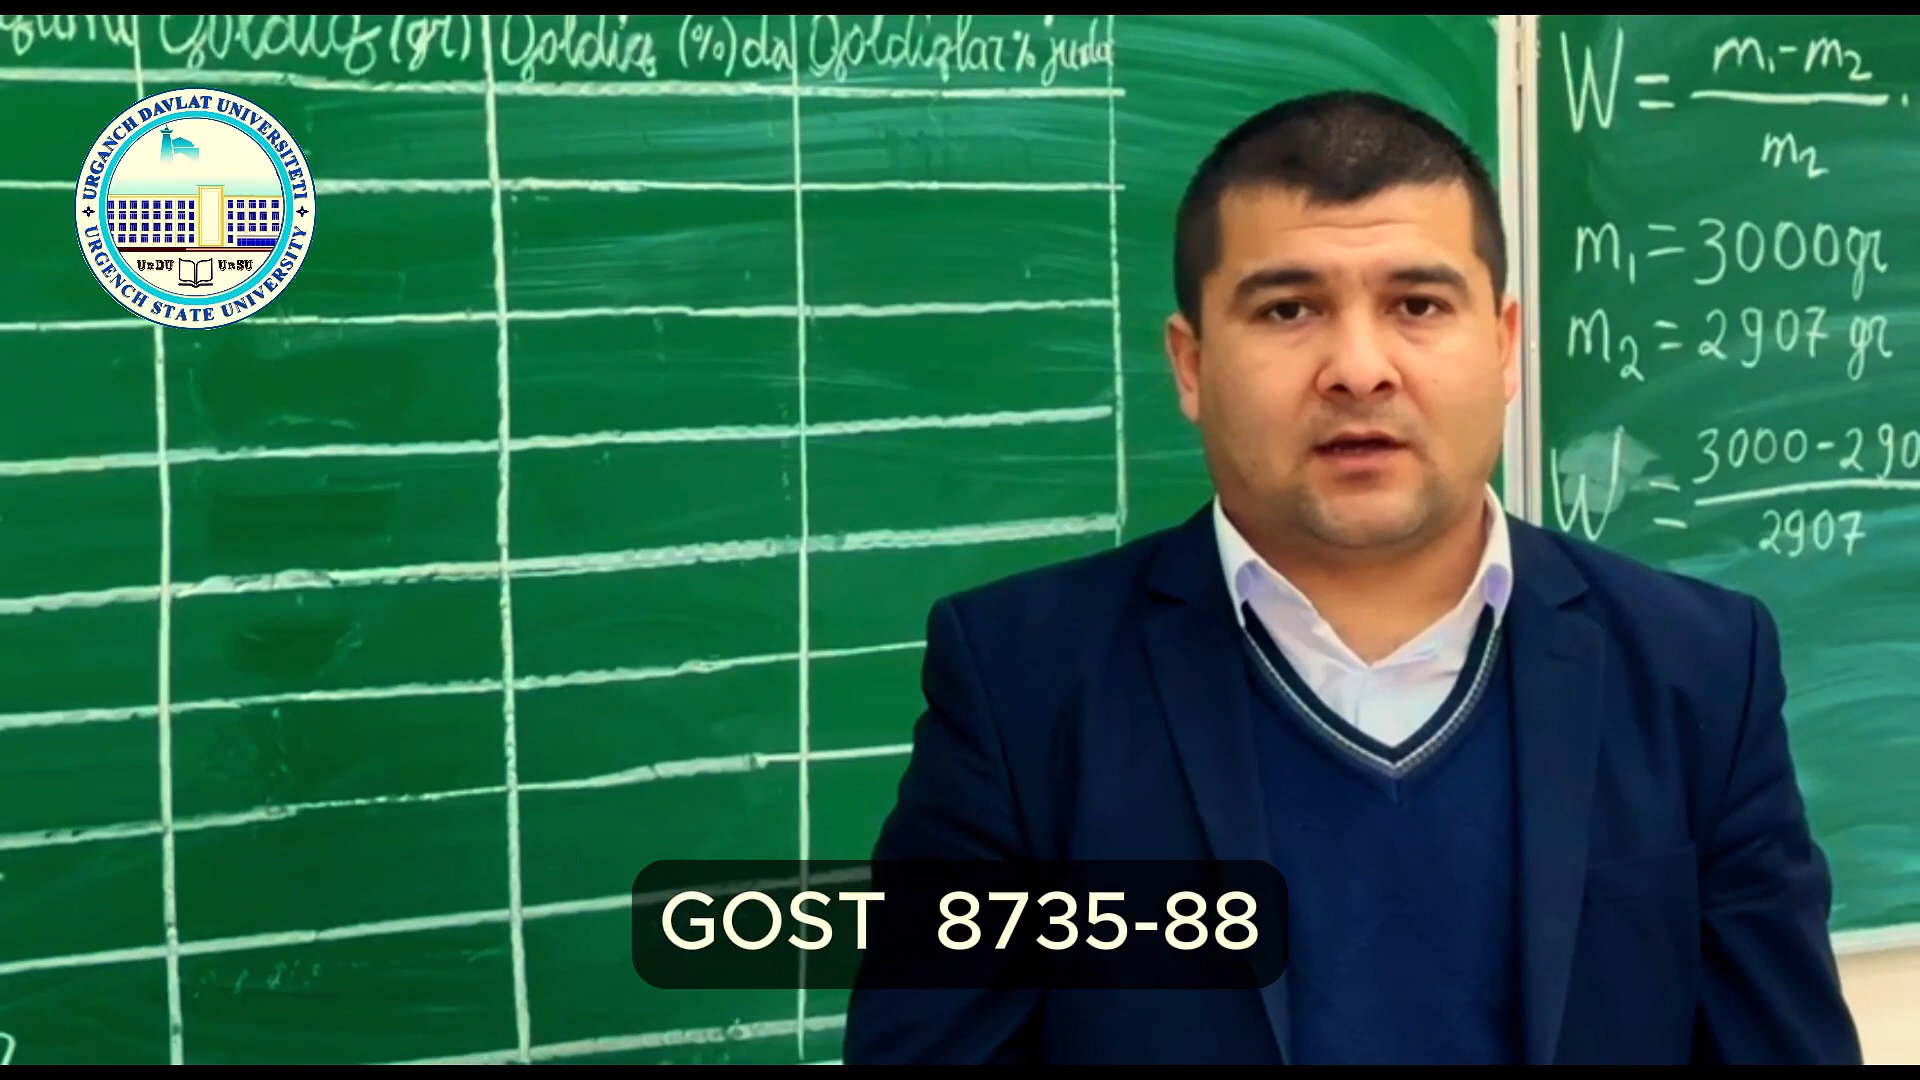 Qoldiq (gr) Qoldiq (%) da Qoldiqlar %
URGANCH DAVLAT UNIVERSITETI
UrDU UrSU
URGENCH STATE UNIVERSITY
W = m₁-m₂
m₂
m₁ = 3000gr
m₂ = 2907 gr
W = 3000-290
2907
GOST 8735-88